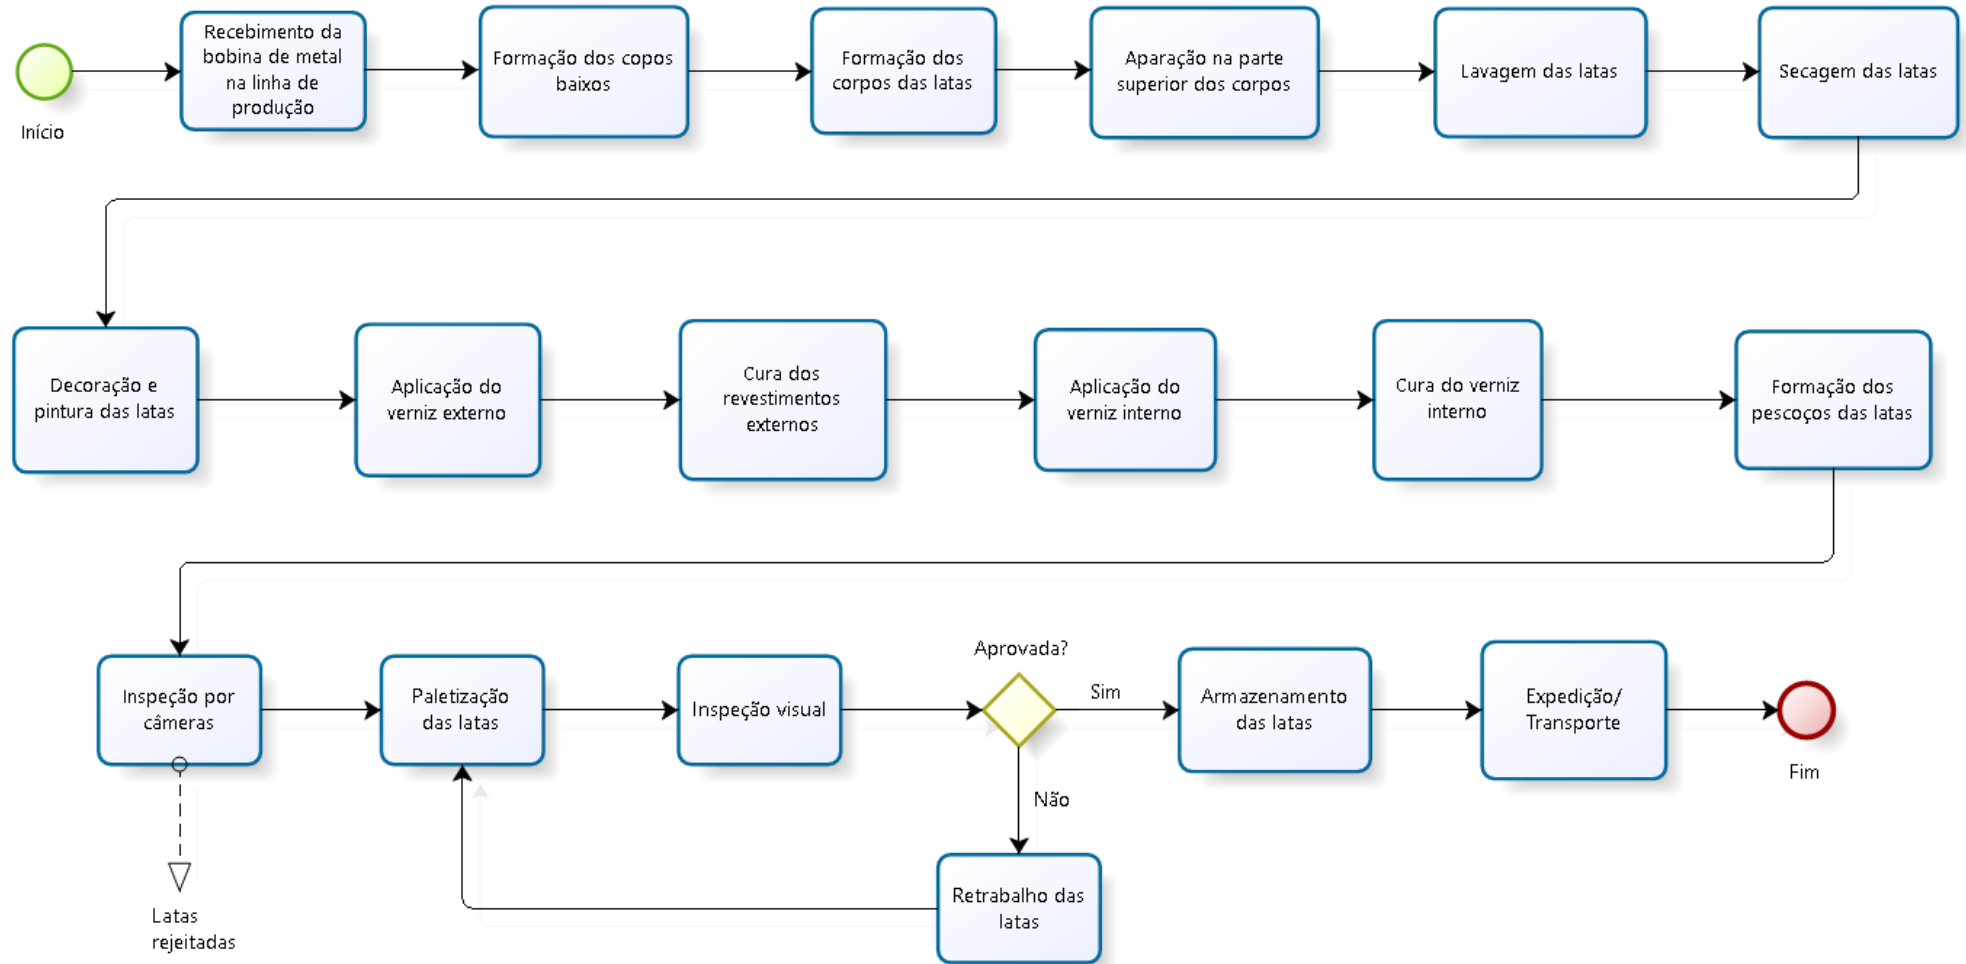 Início
Recebimento da
bobina de metal
na linha de
produção
Formação dos copos
baixos
Formação dos
corpos das latas
Aparação na parte
superior dos corpos
Lavagem das latas
Secagem das latas
Decoração e
pintura das latas
Aplicação do
verniz externo
Cura dos
revestimentos
externos
Aplicação do
verniz interno
Cura do verniz
interno
Formação dos
pescoços das latas
Inspeção por
câmeras
Latas
rejeitadas
Paletização
das latas
Inspeção visual
Aprovada?
Sim
Não
Retrabalho das
latas
Armazenamento
das latas
Expedição/
Transporte
Fim